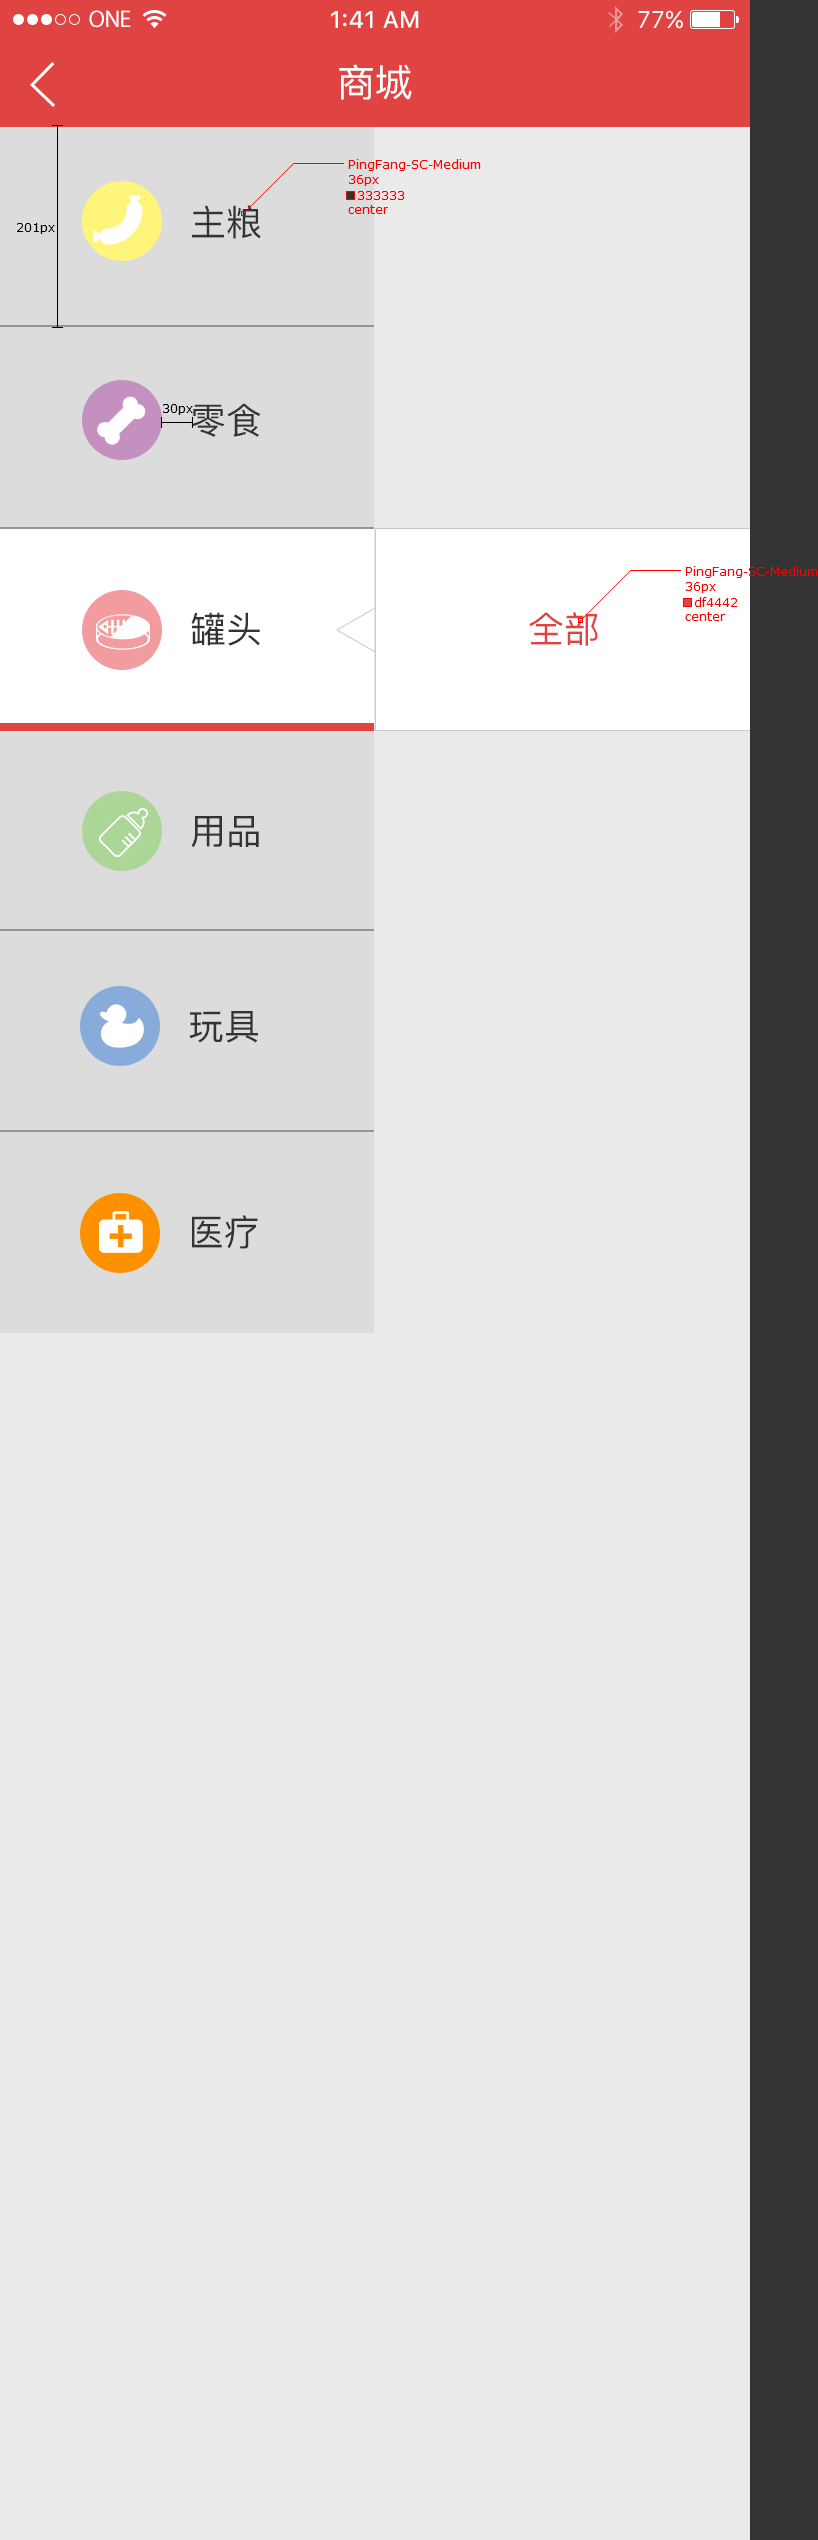 ONE 1:41 AM 77%
商城
PingFang-SC-Medium
36px
333333
center
201px
主粮
30px
零食
PingFang-SC-Medium
36px
df4442
center
罐头
全部
用品
玩具
医疗